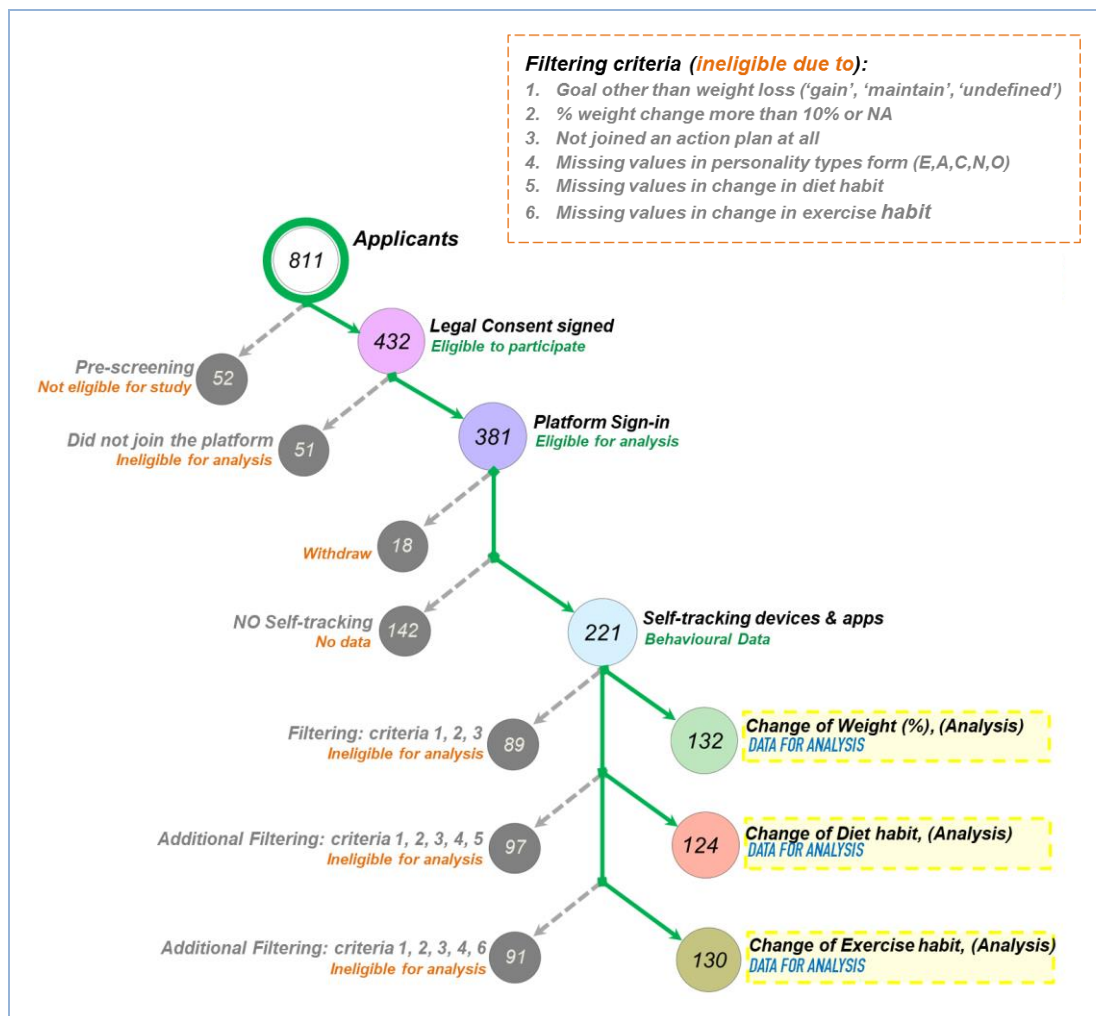 Filtering criteria (ineligible due to):
1. Goal other than weight loss (‘gain’, ‘maintain’, ‘undefined’)
2. % weight change more than 10% or NA
3. Not joined an action plan at all
4. Missing values in personality types form (E,A,C,N,O)
5. Missing values in change in diet habit
6. Missing values in change in exercise habit
Applicants
811
Legal Consent signed
Eligible to participate
432
Pre-screening
Not eligible for study
52
Platform Sign-in
Eligible for analysis
381
Did not join the platform
Ineligible for analysis
51
Withdraw
18
NO Self-tracking
No data
142
Self-tracking devices & apps
Behavioural Data
221
Filtering: criteria 1, 2, 3
Ineligible for analysis
89
132
Change of Weight (%), (Analysis)
DATA FOR ANALYSIS
Additional Filtering: criteria 1, 2, 3, 4, 5
Ineligible for analysis
97
124
Change of Diet habit, (Analysis)
DATA FOR ANALYSIS
Additional Filtering: criteria 1, 2, 3, 4, 6
Ineligible for analysis
91
130
Change of Exercise habit, (Analysis)
DATA FOR ANALYSIS